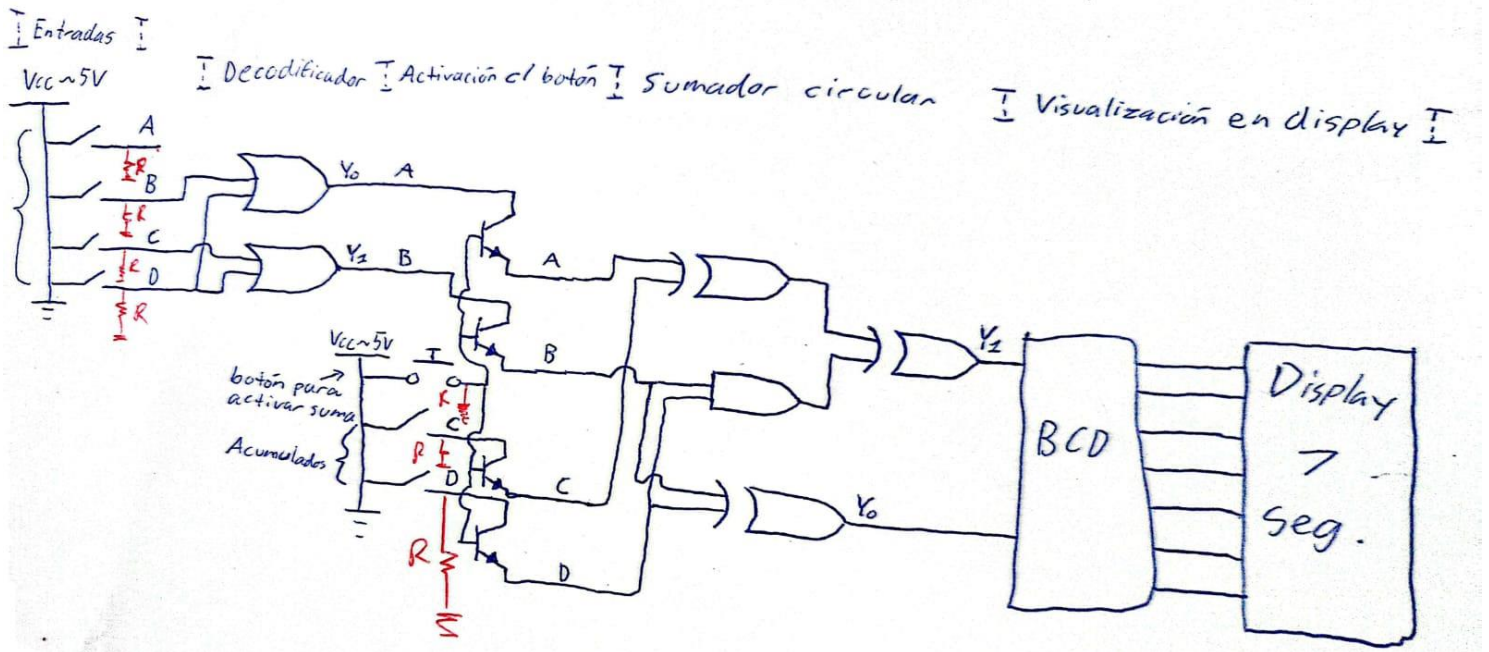 Entradas
Decodificador
Activación c/ botón
Sumador circular
Visualización en display
Vcc~5V
A
R
B
R
C
R
D
R
Y0 A
Y1 B
A
B
C
D
Vcc~5V
botón para
activar suma
Acumulados
R
C
R
D
R
Y1
Y0
BCD
Display
7
seg.